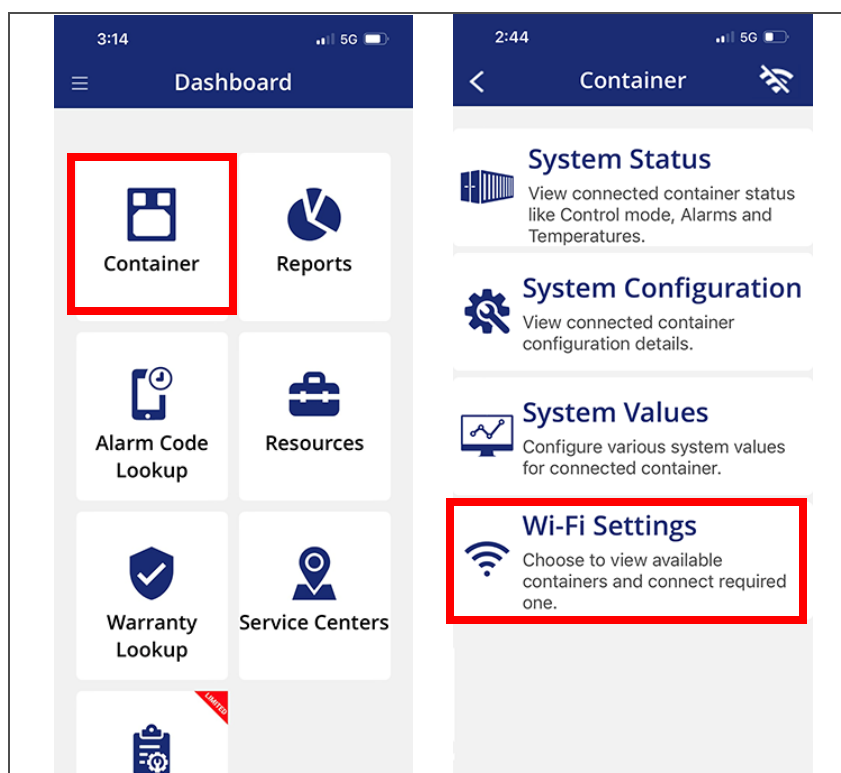 3:14
5G
Dashboard
Container
Reports
Alarm Code
Lookup
Resources
Warranty
Lookup
Service Centers
LIMITED
2:44
5G
Container
System Status
View connected container status
like Control mode, Alarms and
Temperatures.
System Configuration
View connected container
configuration details.
System Values
Configure various system values
for connected container.
Wi-Fi Settings
Choose to view available
containers and connect required
one.